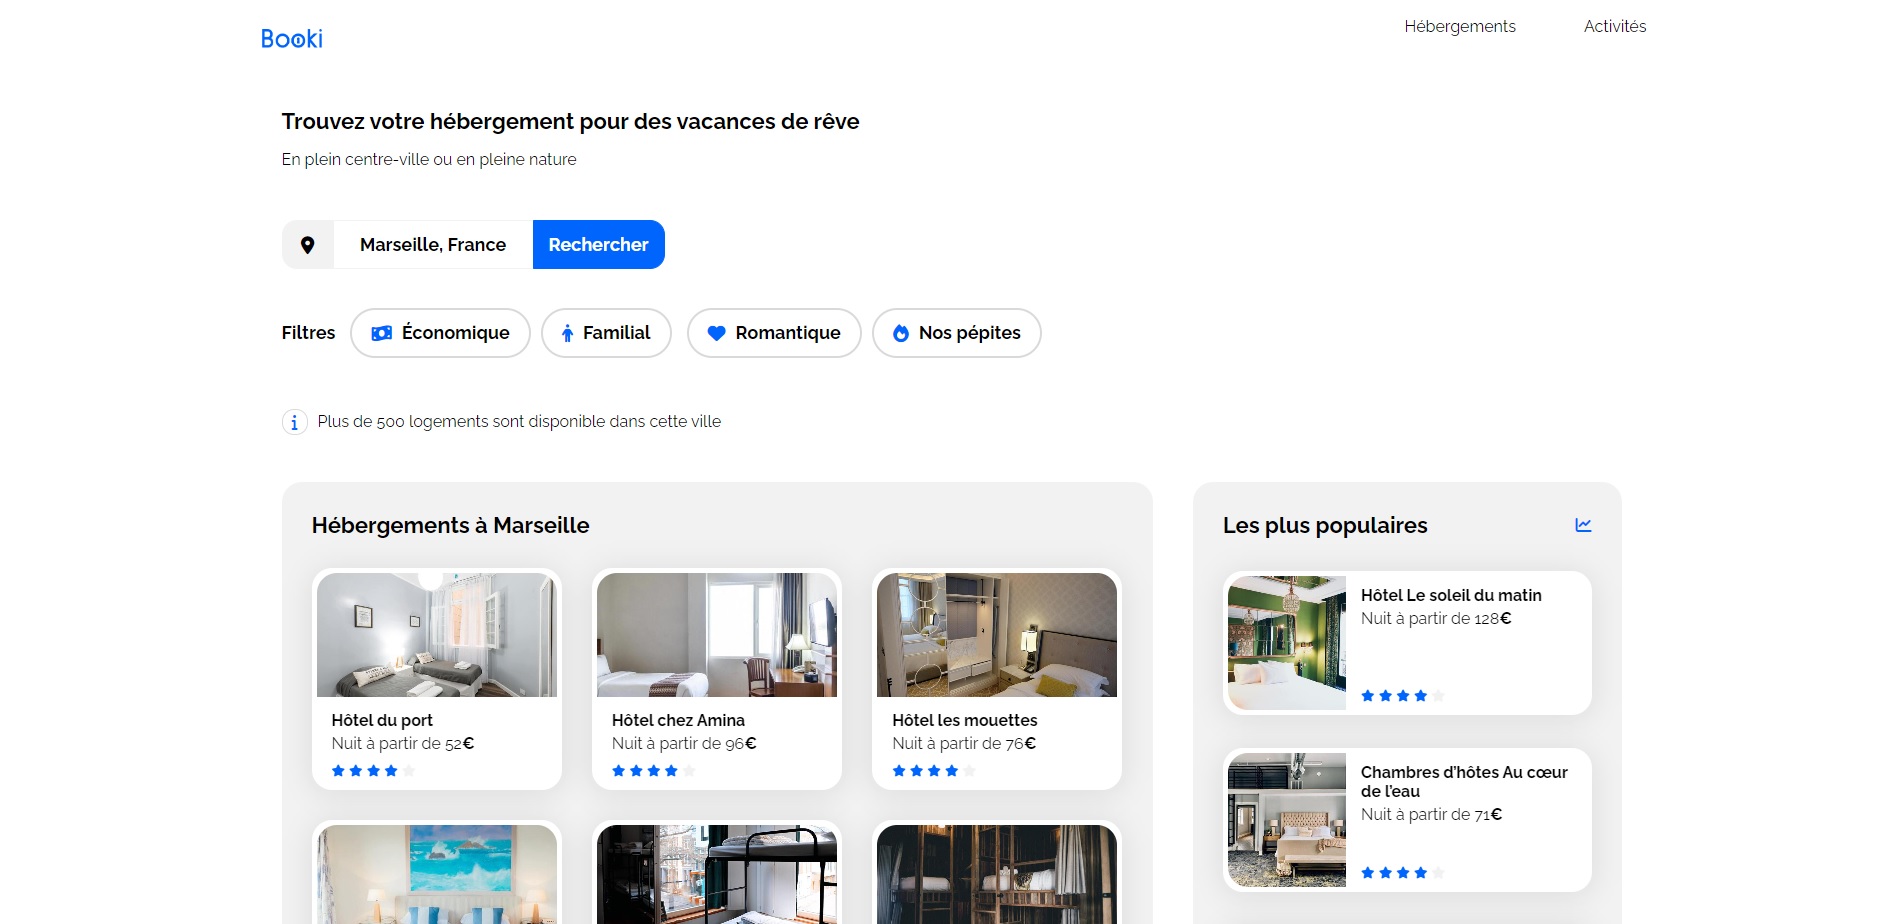 Booki
Hébergements
Activités
Trouvez votre hébergement pour des vacances de rêve
En plein centre-ville ou en pleine nature
Marseille, France
Rechercher
Filtres
Économique
Familial
Romantique
Nos pépites
Plus de 500 logements sont disponible dans cette ville
Hébergements à Marseille
Hôtel du port
Nuit à partir de 52€
Hôtel chez Amina
Nuit à partir de 96€
Hôtel les mouettes
Nuit à partir de 76€
Les plus populaires
Hôtel Le soleil du matin
Nuit à partir de 128€
Chambres d’hôtes Au cœur
de l’eau
Nuit à partir de 71€